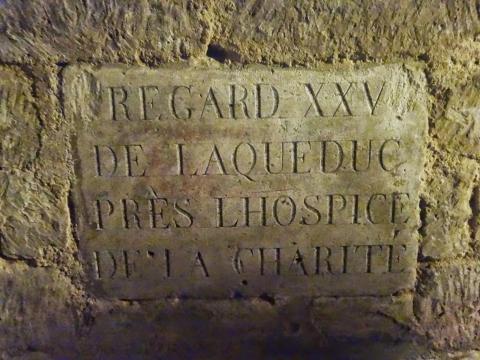 REGARD XXV
DE LAQUEDUC
PRÈS LHOSPICE
DE LA CHARITÉ